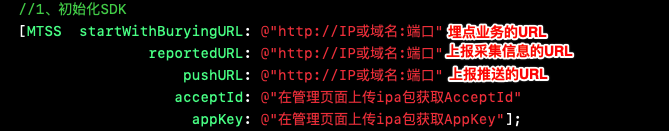 //1、初始化SDK
[MTSS  startWithBuryingURL: @"http://IP或域名:端口" 埋点业务的URL
reportedURL: @"http://IP或域名:端口" 上报采集信息的URL
pushURL: @"http://IP或域名:端口" 上报推送的URL
acceptId: @"在管理页面上传ipa包获取AcceptId"
appKey: @"在管理页面上传ipa包获取AppKey"];